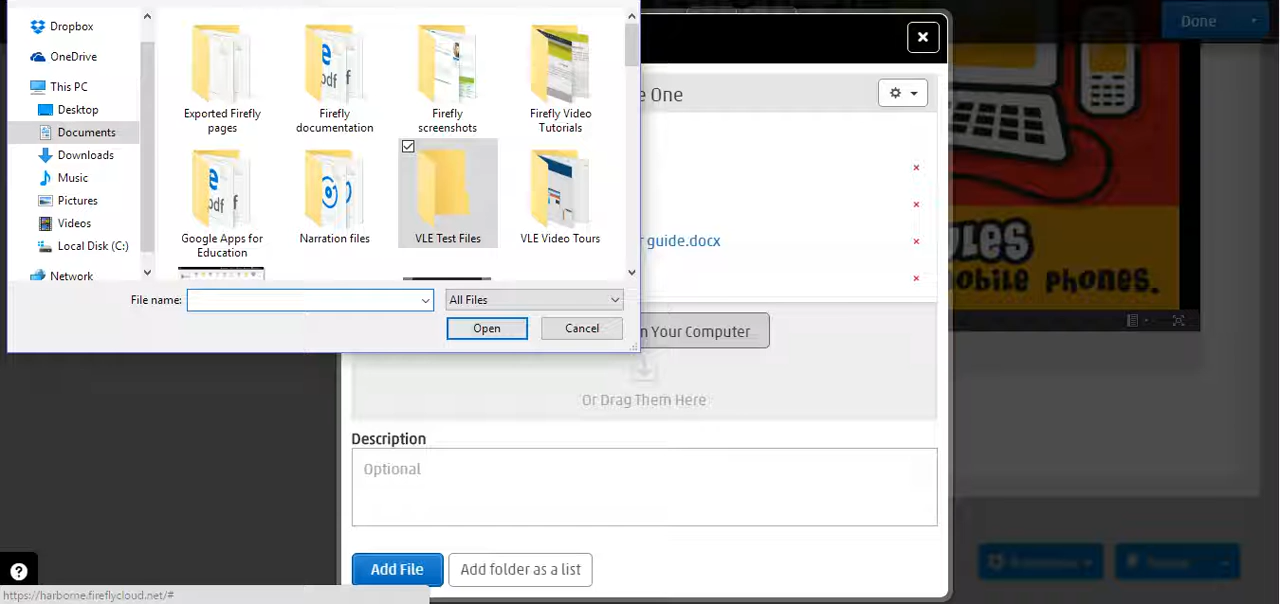 Dropbox
OneDrive
This PC
Desktop
Documents
Downloads
Music
Pictures
Videos
Local Disk (C:)
Network
Exported Firefly
pages
Firefly
documentation
Firefly
screenshots
Firefly Video
Tutorials
Google Apps for
Education
Narration files
VLE Test Files
VLE Video Tours
File name:
All Files
Open
Cancel
e One
guide.docx
n Your Computer
Or Drag Them Here
Description
Optional
Add File
Add folder as a list
Done
ULES
mobile phones.
https://harborne.fireflycloud.net/#